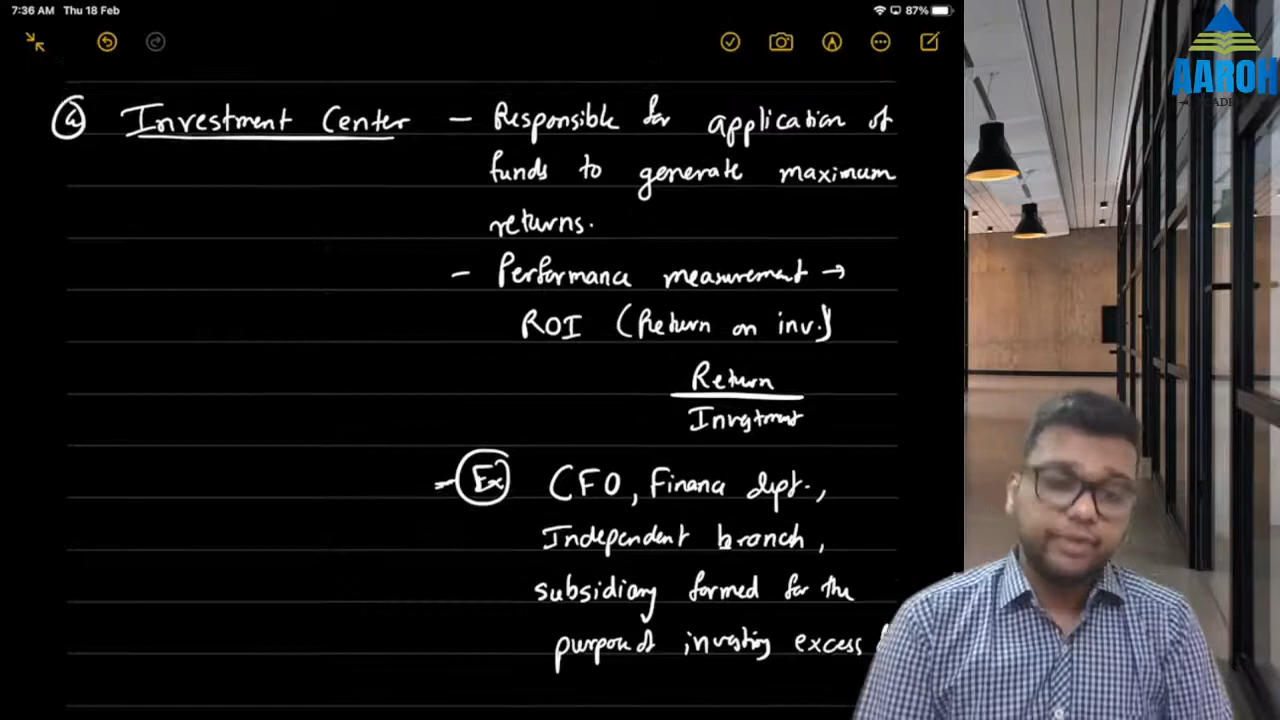 7:36 AM Thu 18 Feb 87%
AAROH
④ Investment Center – Responsible for application of
funds to generate maximum
returns.
– Performance measurement →
ROI (Return on inv.)
Return
Investment
– Ex CFO, Finance dept.,
Independent branch,
subsidiary formed for the
purpose of investing excess